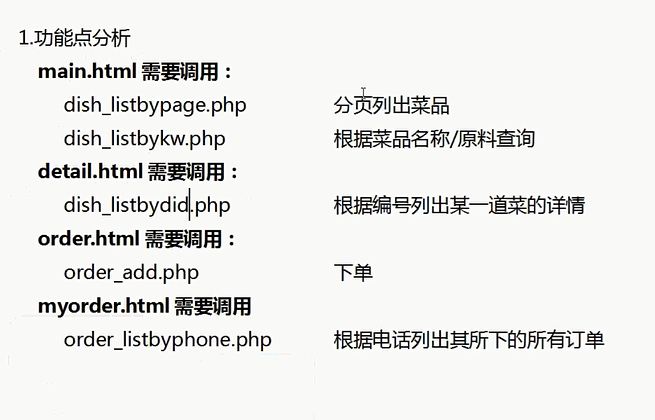 1.功能点分析
main.html 需要调用：
dish_listbypage.php 分页列出菜品
dish_listbykw.php 根据菜品名称/原料查询
detail.html 需要调用：
dish_listbydid.php 根据编号列出某一道菜的详情
order.html 需要调用：
order_add.php 下单
myorder.html 需要调用
order_listbyphone.php 根据电话列出其所下的所有订单